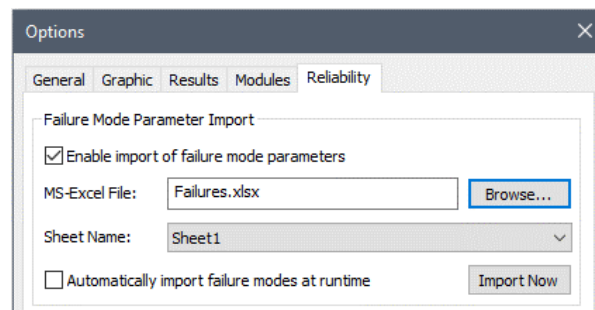 Options
General Graphic Results Modules Reliability
Failure Mode Parameter Import
Enable import of failure mode parameters
MS-Excel File: Failures.xlsx Browse...
Sheet Name: Sheet1
Automatically import failure modes at runtime Import Now